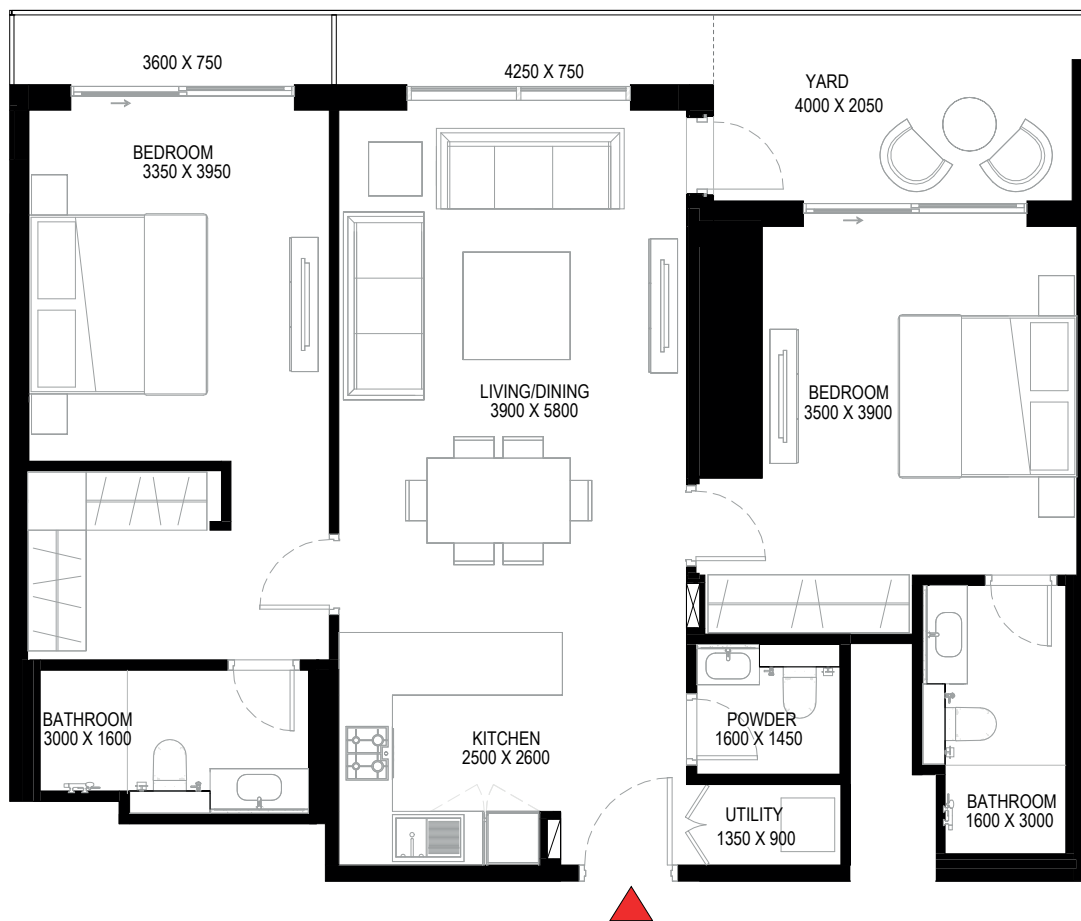 3600 X 750
4250 X 750
YARD
4000 X 2050
BEDROOM
3350 X 3950
LIVING/DINING
3900 X 5800
BEDROOM
3500 X 3900
BATHROOM
3000 X 1600
KITCHEN
2500 X 2600
POWDER
1600 X 1450
UTILITY
1350 X 900
BATHROOM
1600 X 3000